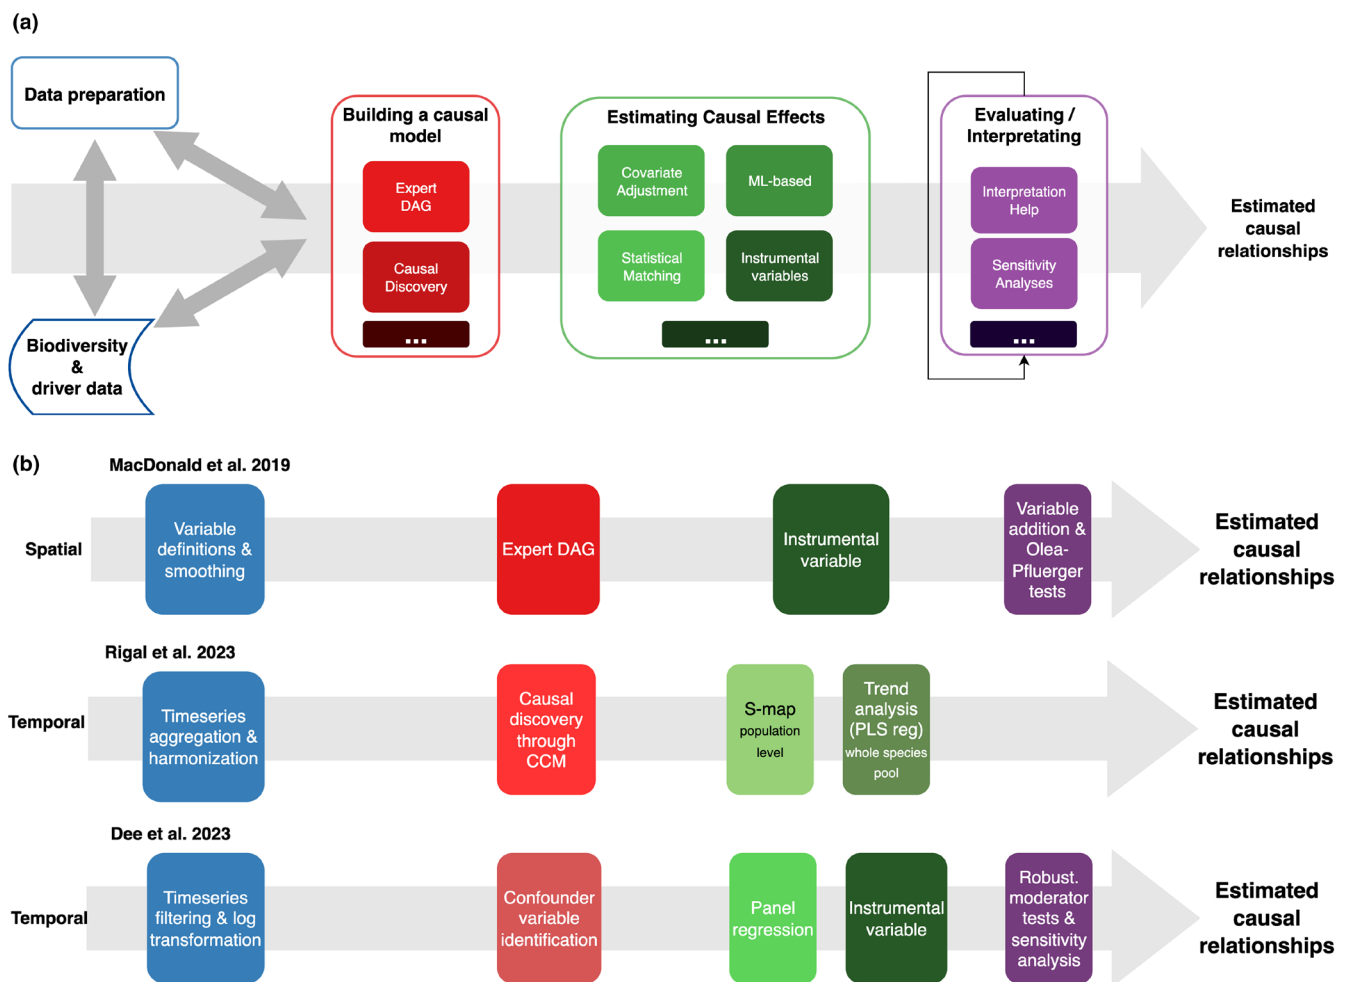 (a)
Data preparation
Biodiversity
&
driver data
Building a causal
model
Expert
DAG
Causal
Discovery
...
Estimating Causal Effects
Covariate
Adjustment
ML-based
Statistical
Matching
Instrumental
variables
...
Evaluating /
Interpretating
Interpretation
Help
Sensitivity
Analyses
...
Estimated
causal
relationships
(b)
MacDonald et al. 2019
Spatial
Variable
definitions &
smoothing
Expert DAG
Instrumental
variable
Variable
addition &
Olea-
Pfluerger
tests
Estimated
causal
relationships
Rigal et al. 2023
Temporal
Timeseries
aggregation &
harmonization
Causal
discovery
through
CCM
S-map
population
level
Trend
analysis
(PLS reg)
whole species
pool
Estimated
causal
relationships
Dee et al. 2023
Temporal
Timeseries
filtering & log
transformation
Confounder
variable
identification
Panel
regression
Instrumental
variable
Robust.
moderator
tests &
sensitivity
analysis
Estimated
causal
relationships